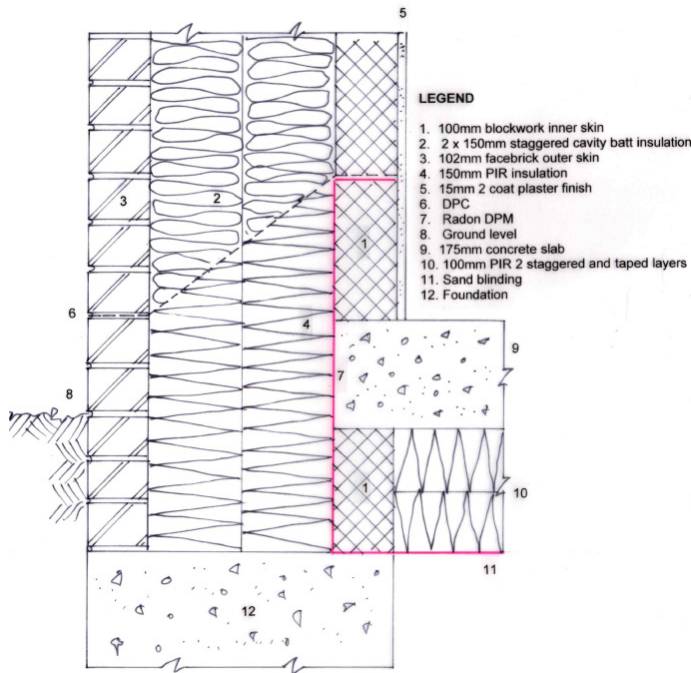 5
LEGEND
1. 100mm blockwork inner skin
2. 2 x 150mm staggered cavity batt insulation
3. 102mm facebrick outer skin
4. 150mm PIR insulation
5. 15mm 2 coat plaster finish
6. DPC
7. Radon DPM
8. Ground level
9. 175mm concrete slab
10. 100mm PIR 2 staggered and taped layers
11. Sand blinding
12. Foundation
3
2
1
6
4
9
7
8
1
10
11
12